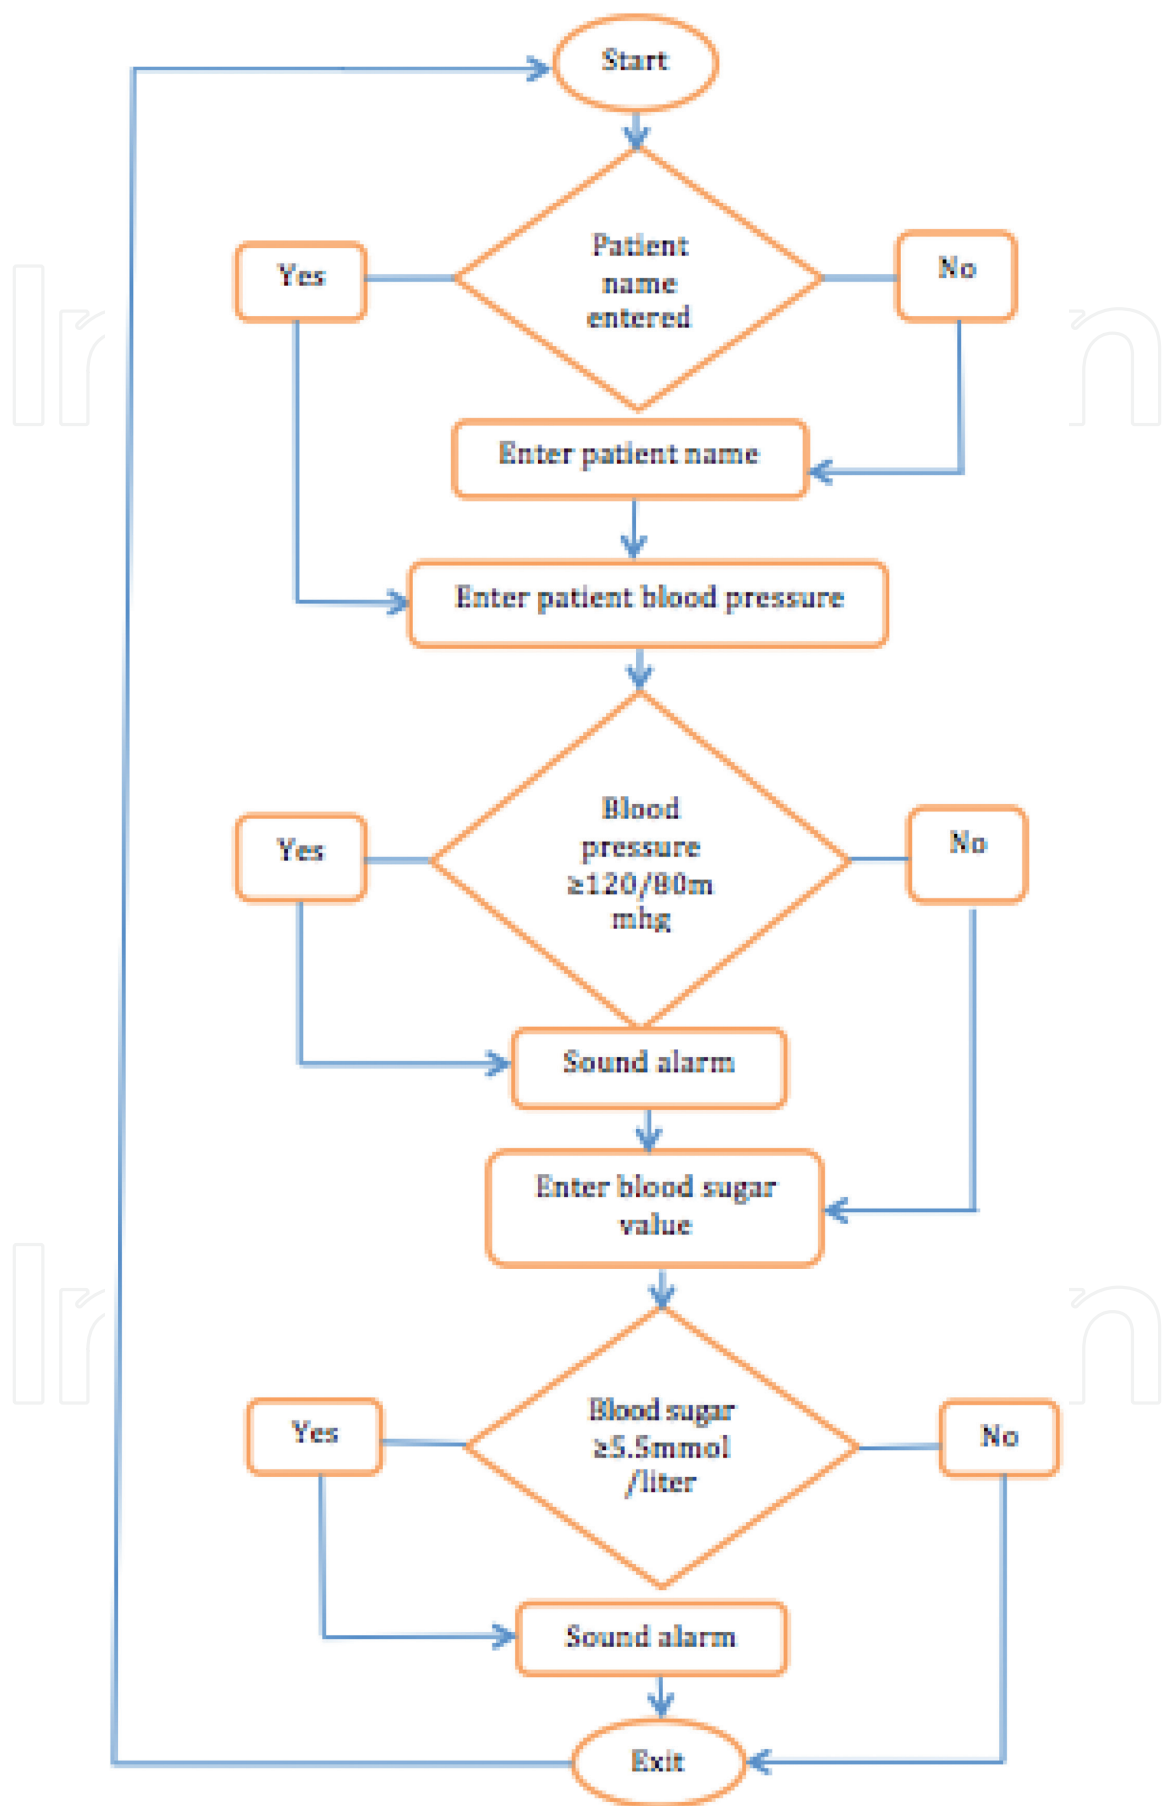 Start
Patient
name
entered
Yes
No
Enter patient name
Enter patient blood pressure
Blood
pressure
≥120/80m
mhg
Yes
No
Sound alarm
Enter blood sugar
value
Blood sugar
≥5.5mmol
/liter
Yes
No
Sound alarm
Exit